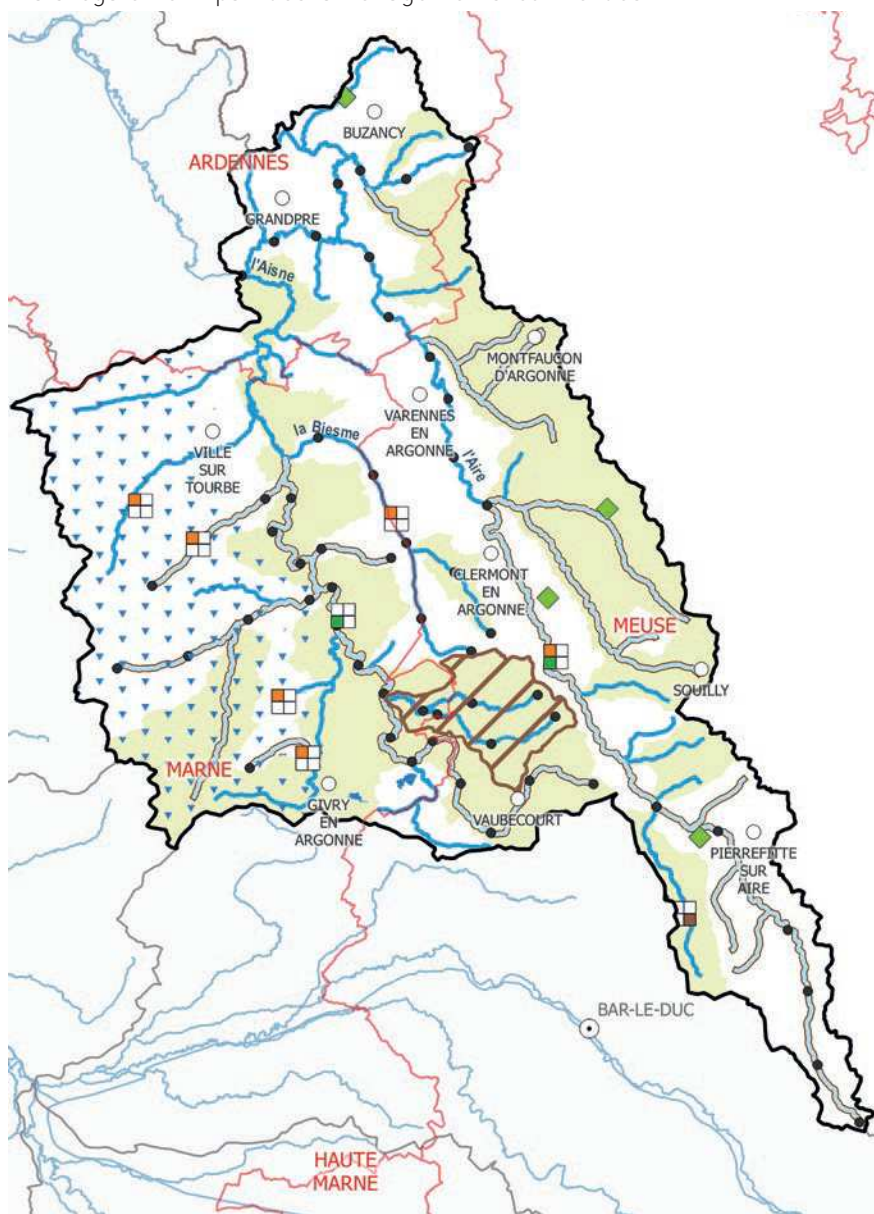 BUZANCY
ARDENNES
GRANDPRE
l'Aisne
MONTFAUCON
D'ARGONNE
VARENNES
EN
ARGONNE
la Biesme
VILLE
SUR
TOURBE
l'Aire
CLERMONT
EN
ARGONNE
MEUSE
SOUILLY
MARNE
GIVRY
EN
ARGONNE
VAUBECOURT
PIERREFITTE
SUR
AIRE
BAR-LE-DUC
HAUTE
MARNE